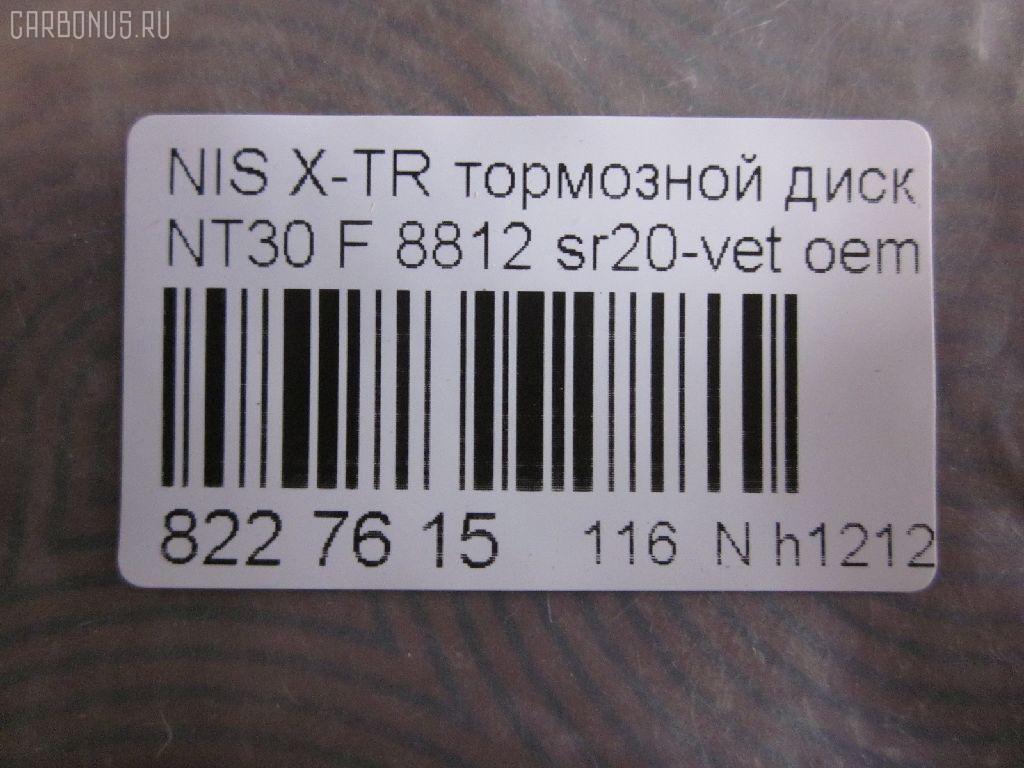 CARBONUS.RU
NIS X-TR тормозной диск
NT30 F 8812 sr20-vet oem
822 76 15 116 N h1212